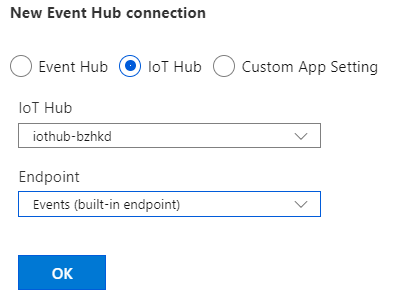 New Event Hub connection
Event Hub IoT Hub Custom App Setting
IoT Hub
iothub-bzhkd
Endpoint
Events (built-in endpoint)
OK